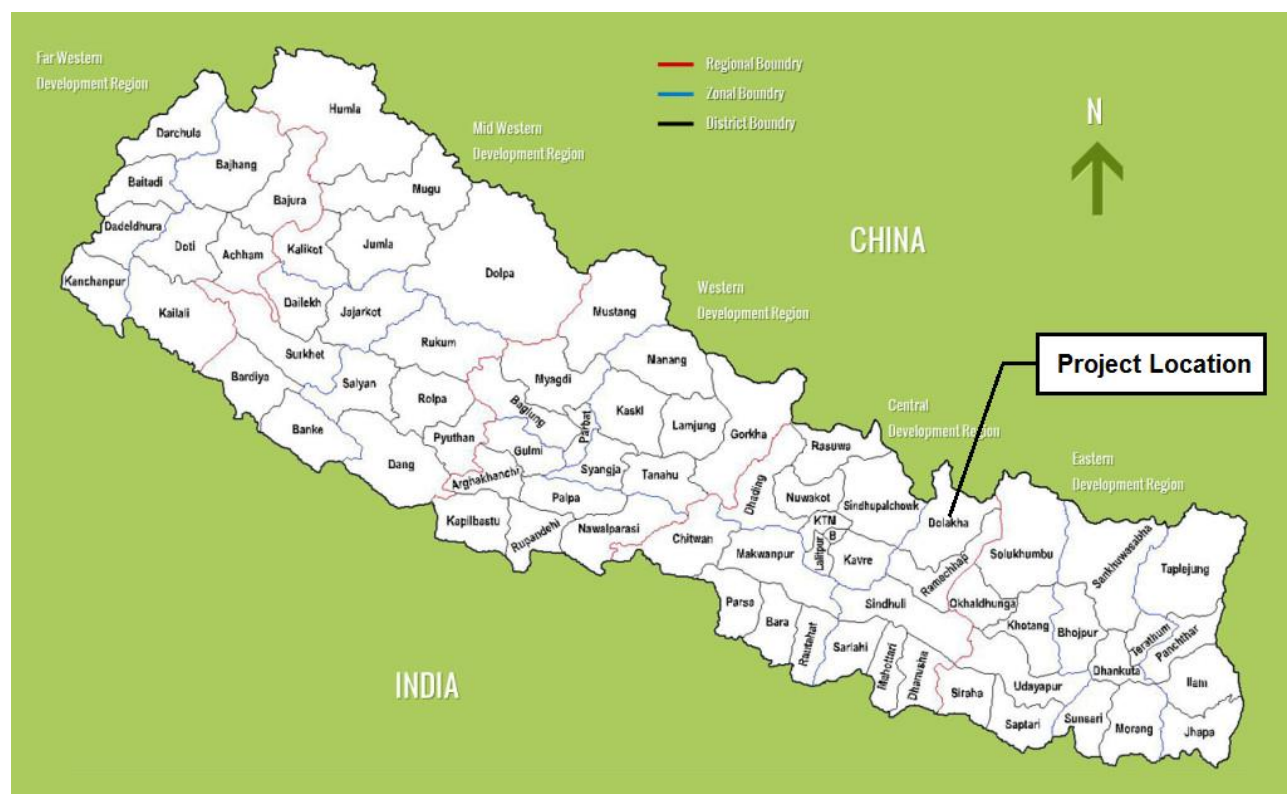 Far Western
Development Region
Regional Boundry
Zonal Boundry
District Boundry
N
Mid Western
Development Region
Humla
Darchula
Bajhang
Baitadi
Bajura
Mugu
Dadeldhura
Doti
Achham
Kalikot
Jumla
CHINA
Kanchanpur
Kailali
Dailekh
Jajarkot
Dolpa
Western
Development Region
Mustang
Surkhet
Rukum
Manang
Project Location
Bardiya
Salyan
Rolpa
Myagdi
Baglung
Parbat
Kaski
Lamjung
Gorkha
Central
Development Region
Banke
Dang
Pyuthan
Gulmi
Syangja
Tanahu
Rasuwa
Eastern
Development Region
Arghakhanchi
Palpa
Dhading
Nuwakot
Sindhupalchowk
Dolakha
Kapilbastu
Rupandehi
Nawalparasi
Chitwan
KTM
B
Lalitpur
Kavre
Ramechhap
Solukhumbu
Sankhuwasabha
Taplejung
Makwanpur
Sindhuli
Okhaldhunga
Khotang
Bhojpur
Terathum
Panchthar
Parsa
Bara
Rautahat
Sarlahi
Mahottari
Dhanusha
Siraha
Udayapur
Dhankuta
Ilam
INDIA
Saptari
Sunsari
Morang
Jhapa